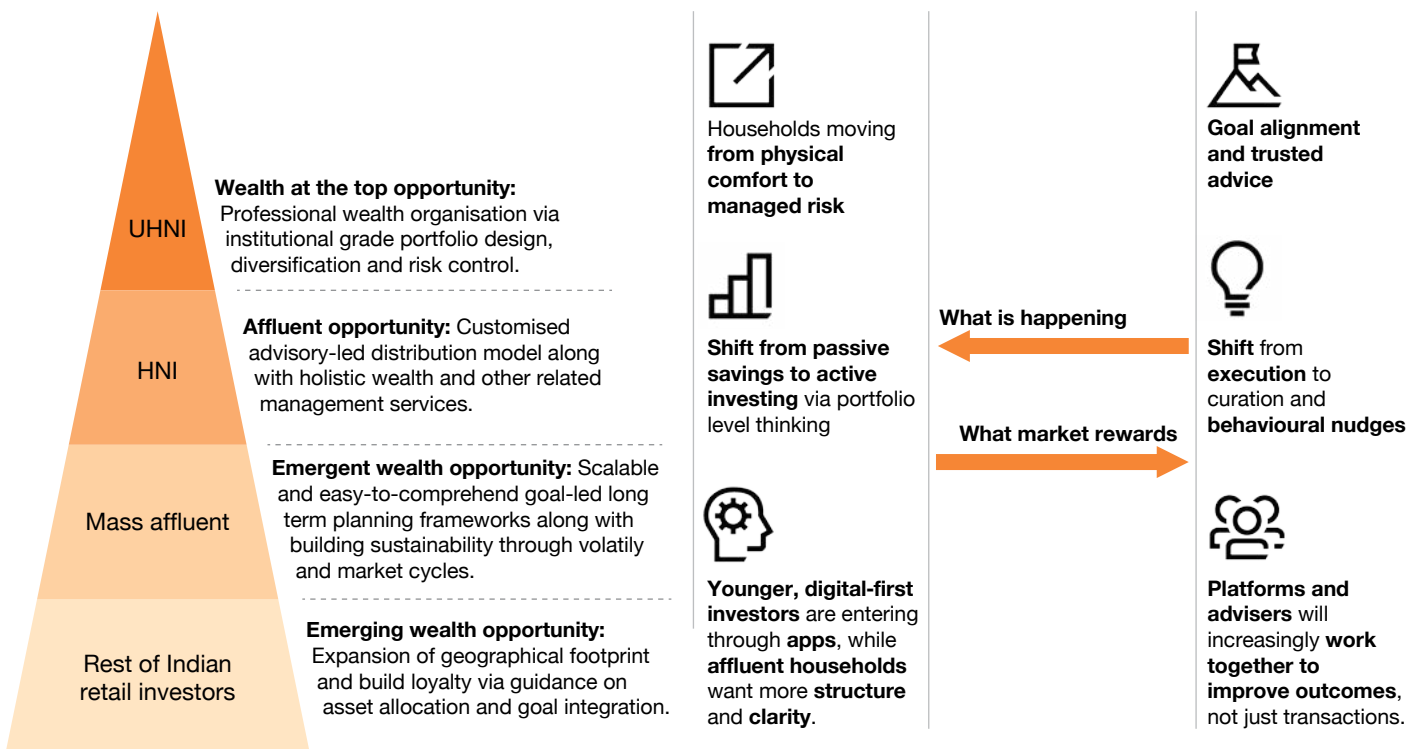 UHNI
Wealth at the top opportunity:
Professional wealth organisation via
institutional grade portfolio design,
diversification and risk control.
HNI
Affluent opportunity: Customised
advisory-led distribution model along
with holistic wealth and other related
management services.
Mass affluent
Emergent wealth opportunity: Scalable
and easy-to-comprehend goal-led long
term planning frameworks along with
building sustainability through volatily
and market cycles.
Rest of Indian
retail investors
Emerging wealth opportunity:
Expansion of geographical footprint
and build loyalty via guidance on
asset allocation and goal integration.
Households moving
from physical
comfort to
managed risk
Shift from passive
savings to active
investing via portfolio
level thinking
Younger, digital-first
investors are entering
through apps, while
affluent households
want more structure
and clarity.
What is happening
What market rewards
Goal alignment
and trusted
advice
Shift from
execution to
curation and
behavioural nudges
Platforms and
advisers will
increasingly work
together to
improve outcomes,
not just transactions.